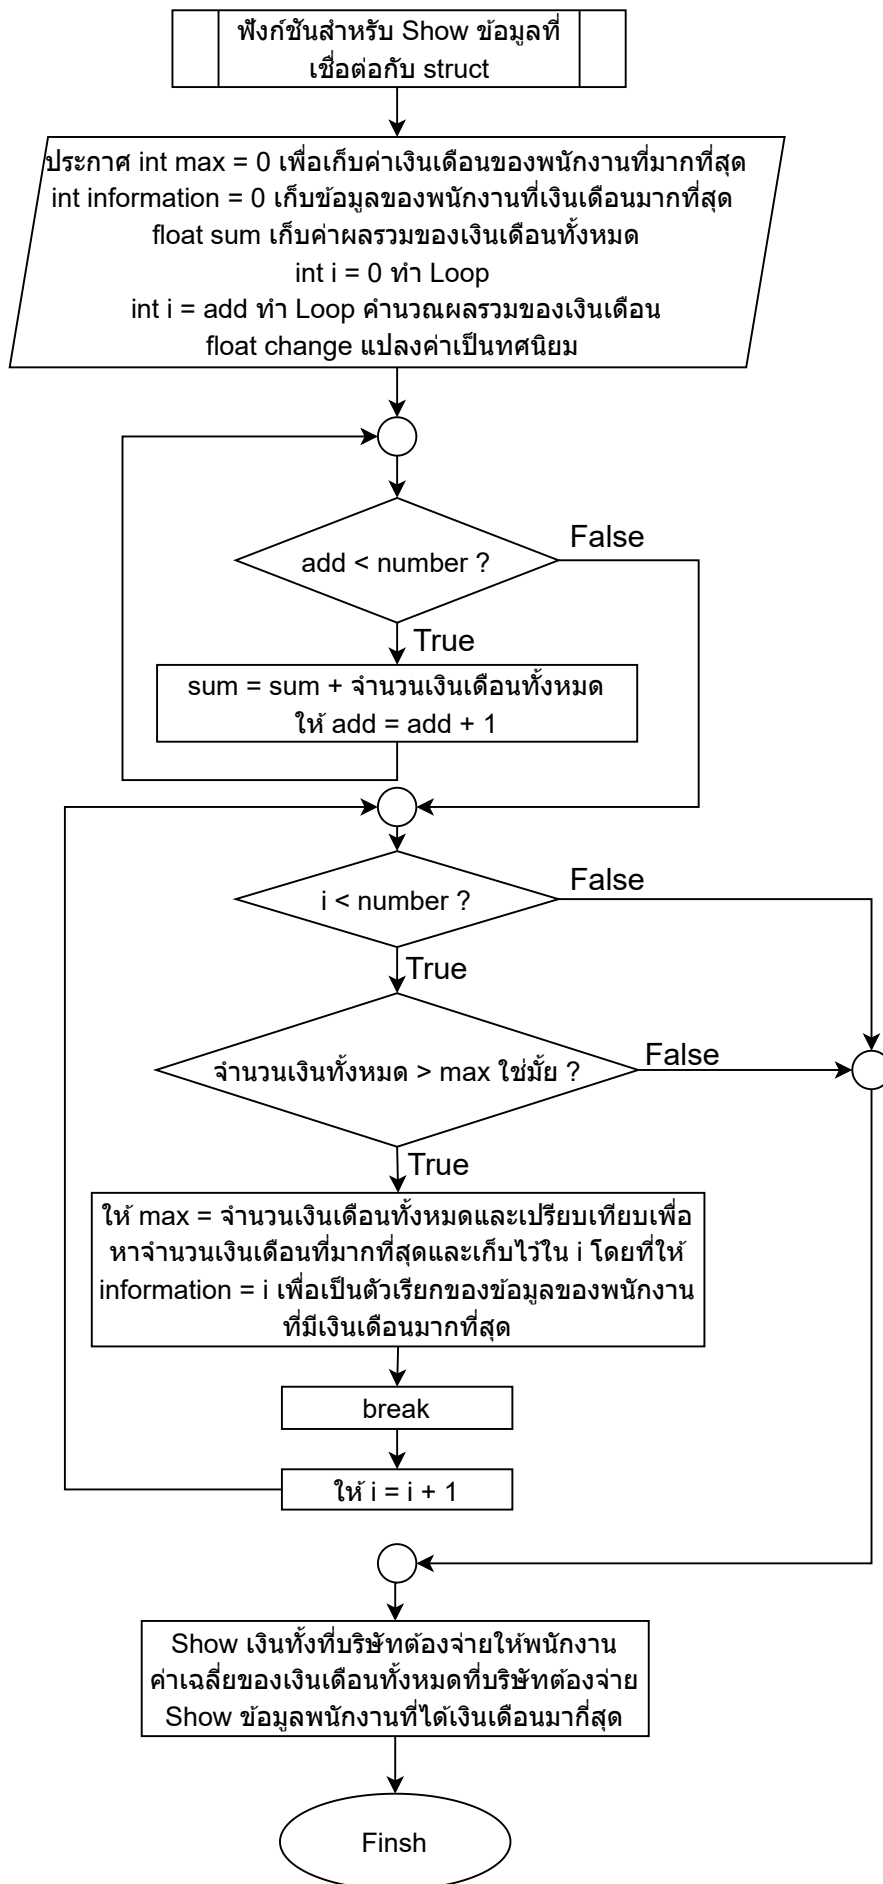 ฟังก์ชันสำหรับ Show ข้อมูลที่
เชื่อต่อกับ struct
ประกาศ int max = 0 เพื่อเก็บค่าเงินเดือนของพนักงานที่มากที่สุด
int information = 0 เก็บข้อมูลของพนักงานที่เงินเดือนมากที่สุด
float sum เก็บค่าผลรวมของเงินเดือนทั้งหมด
int i = 0 ทำ Loop
int i = add ทำ Loop คำนวณผลรวมของเงินเดือน
float change แปลงค่าเป็นทศนิยม
add < number ?
False
True
sum = sum + จำนวนเงินเดือนทั้งหมด
ให้ add = add + 1
i < number ?
False
True
จำนวนเงินทั้งหมด > max ใช่มั้ย ?
False
True
ให้ max = จำนวนเงินเดือนทั้งหมดและเปรียบเทียบเพื่อ
หาจำนวนเงินเดือนที่มากที่สุดและเก็บไว้ใน i โดยที่ให้
information = i เพื่อเป็นตัวเรียกของข้อมูลของพนักงาน
ที่มีเงินเดือนมากที่สุด
break
ให้ i = i + 1
Show เงินทั้งที่บริษัทต้องจ่ายให้พนักงาน
ค่าเฉลี่ยของเงินเดือนทั้งหมดที่บริษัทต้องจ่าย
Show ข้อมูลพนักงานที่ได้เงินเดือนมากี่สุด
Finsh